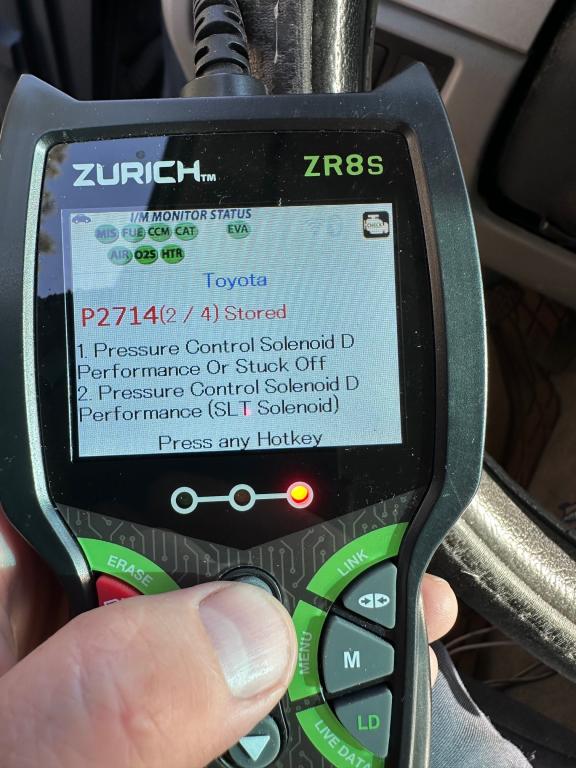 ZURICH™
ZR8S
I/M MONITOR STATUS
MIS FUE CCM CAT EVA
CHECK
AIR O2S HTR
Toyota
P2714(2 / 4) Stored
1. Pressure Control Solenoid D
Performance Or Stuck Off
2. Pressure Control Solenoid D
Performance (SLT Solenoid)
Press any Hotkey
ERASE
LINK
MENU
M
LD
LIVE DATA